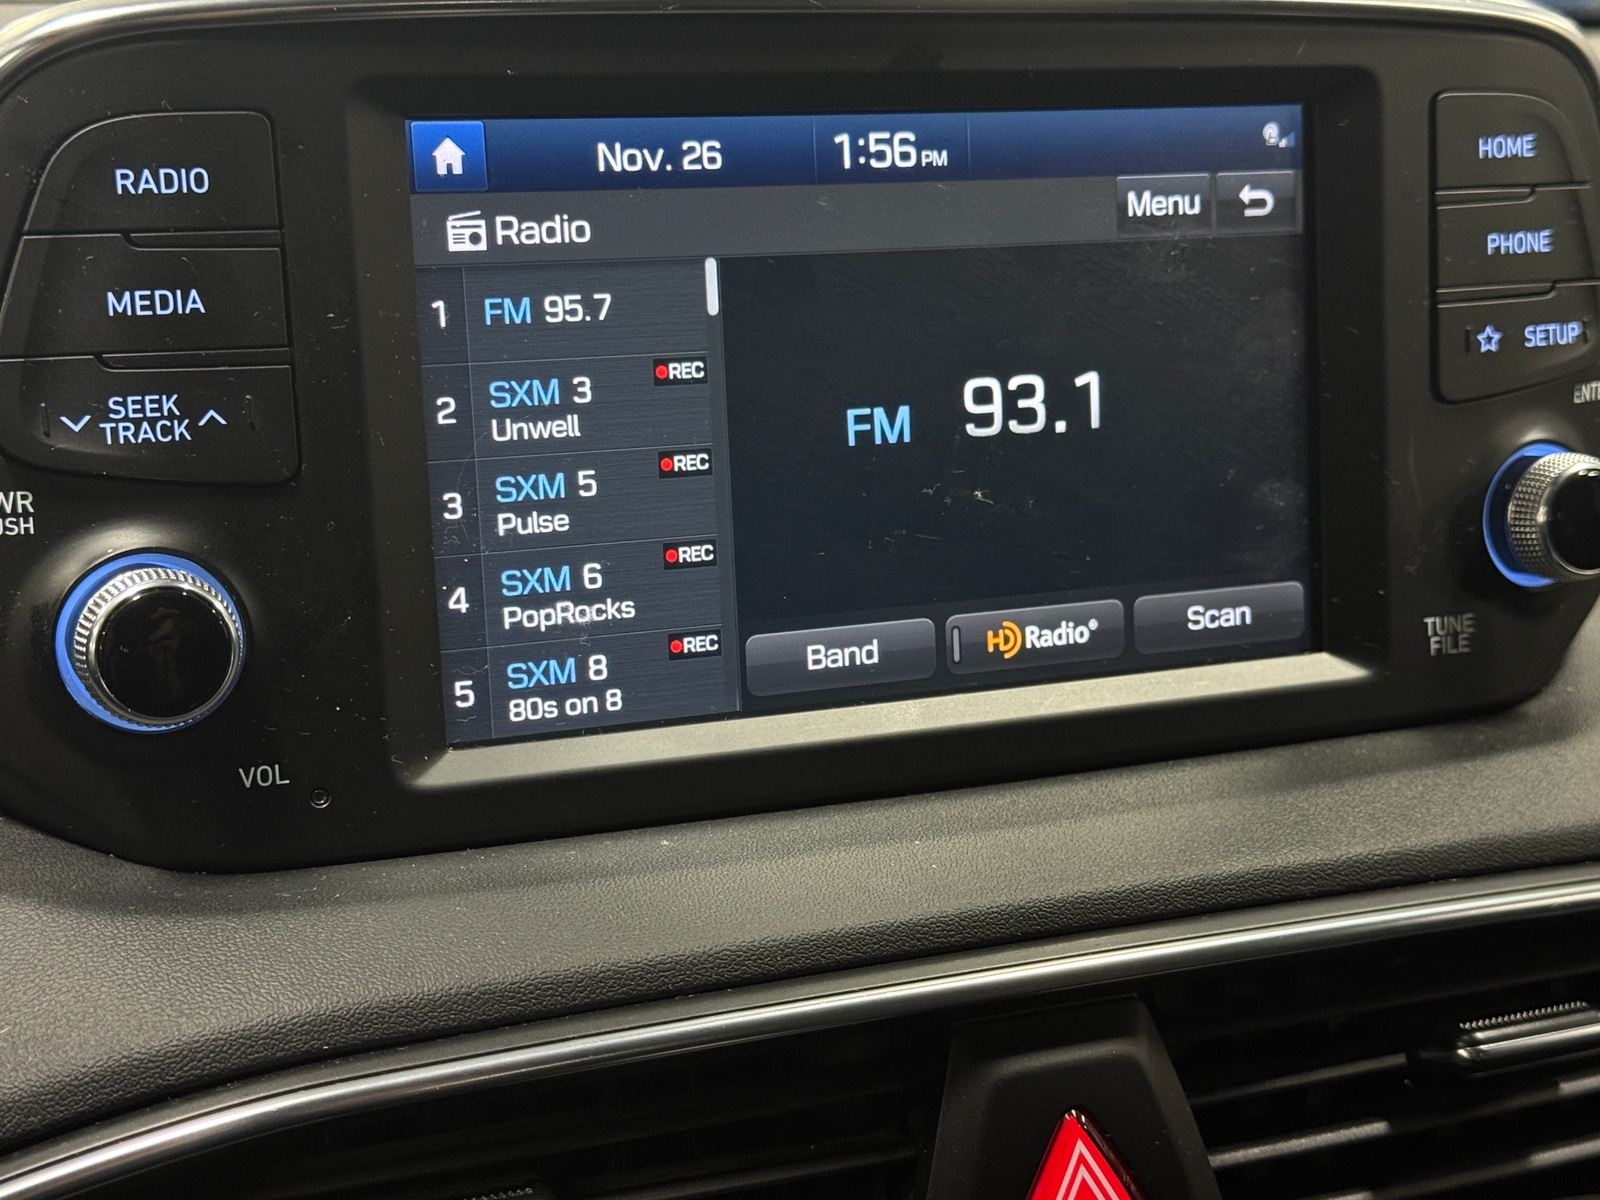 Nov. 26
1:56 PM
Radio
Menu
1 FM 95.7
2 SXM 3 REC
Unwell
3 SXM 5 REC
Pulse
4 SXM 6 REC
PopRocks
5 SXM 8 REC
80s on 8
FM 93.1
Band
HD Radio®
Scan
RADIO
MEDIA
SEEK
TRACK
VOL
HOME
PHONE
SETUP
TUNE
FILE